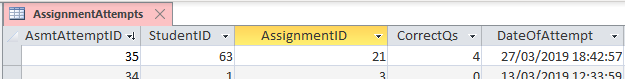 AssignmentAttempts
AsmtAttemptID StudentID AssignmentID CorrectQs DateOfAttempt
35 63 21 4 27/03/2019 18:42:57
34 1 3 0 13/03/2019 12:33:59